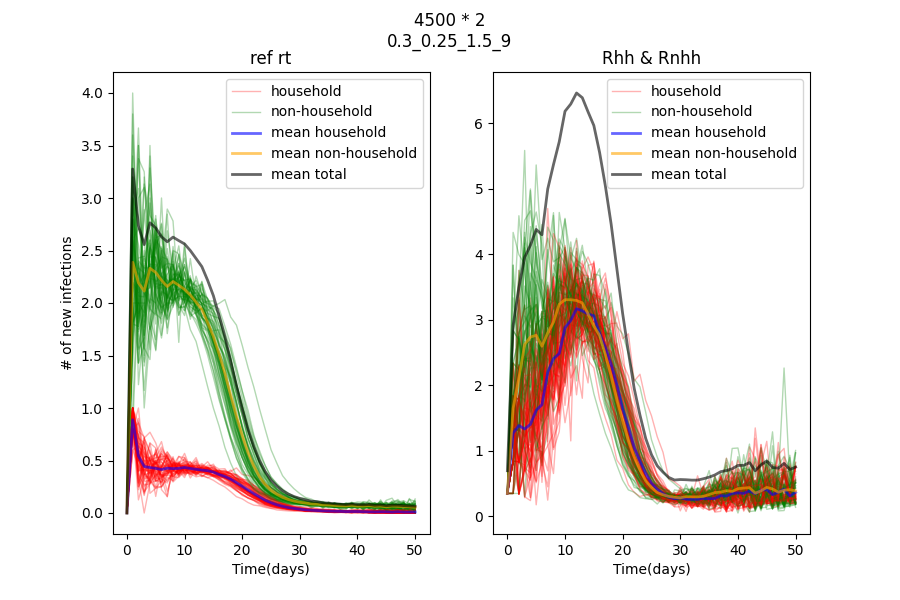 4500 * 2
0.3_0.25_1.5_9
ref rt
# of new infections
4.0
3.5
3.0
2.5
2.0
1.5
1.0
0.5
0.0
household
non-household
mean household
mean non-household
mean total
0 10 20 30 40 50
Time(days)
Rhh & Rnhh
6
5
4
3
2
1
0
household
non-household
mean household
mean non-household
mean total
0 10 20 30 40 50
Time(days)